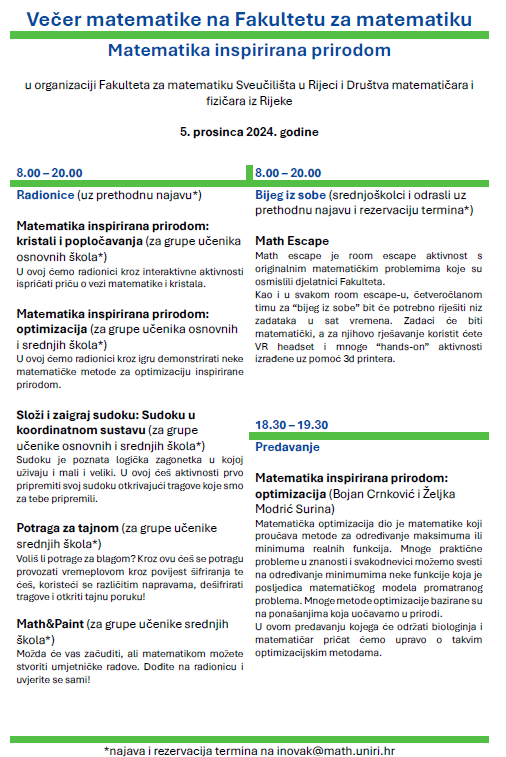 Večer matematike na Fakultetu za matematiku
Matematika inspirirana prirodom
u organizaciji Fakulteta za matematiku Sveučilišta u Rijeci i Društva matematičara i
fizičara iz Rijeke
5. prosinca 2024. godine
8.00 – 20.00
Radionice (uz prethodnu najavu*)
Matematika inspirirana prirodom:
kristali i popločavanja (za grupe učenika
osnovnih škola*)
U ovoj ćemo radionici kroz interaktivne aktivnosti
ispričati priču o vezi matematike i kristala.
Matematika inspirirana prirodom:
optimizacija (za grupe učenika osnovnih
i srednjih škola*)
U ovoj ćemo radionici kroz igru demonstrirati neke
matematičke metode za optimizaciju inspirirane
prirodom.
Složi i zaigraj sudoku: Sudoku u
koordinatnom sustavu (za grupe
učenike osnovnih i srednjih škola*)
Sudoku je poznata logička zagonetka u kojoj
uživaju i mali i veliki. U ovoj ćeš aktivnosti prvo
pripremiti svoj sudoku otkrivajući tragove koje smo
za tebe pripremili.
Potraga za tajnom (za grupe učenike
srednjih škola*)
Voliš li potrage za blagom? Kroz ovu ćeš se potragu
provozati vremeplovom kroz povijest šifriranja te
ćeš, koristeći se različitim napravama, dešifrirati
tragove i otkriti tajnu poruku!
Math&Paint (za grupe učenike srednjih
škola*)
Možda će vas začuditi, ali matematikom možete
stvoriti umjetničke radove. Dođite na radionicu i
uvjerite se sami!
8.00 – 20.00
Bijeg iz sobe (srednjoškolci i odrasli uz
prethodnu najavu i rezervaciju termina*)
Math Escape
Math escape je room escape aktivnost s
originalnim matematičkim problemima koje su
osmislili djelatnici Fakulteta.
Kao i u svakom room escape-u, četveročlanom
timu za “bijeg iz sobe” bit će potrebno riješiti niz
zadataka u sat vremena. Zadaci će biti
matematički, a za njihovo rješavanje koristit ćete
VR headset i mnoge “hands-on” aktivnosti
izrađene uz pomoć 3d printera.
18.30 – 19.30
Predavanje
Matematika inspirirana prirodom:
optimizacija (Bojan Crnković i Željka
Modrić Surina)
Matematička optimizacija dio je matematike koji
proučava metode za određivanje maksimuma ili
minimuma realnih funkcija. Mnoge praktične
probleme u znanosti i svakodnevici možemo svesti
na određivanje minimumima neke funkcije koja je
posljedica matematičkog modela promatranog
problema. Mnoge metode optimizacije bazirane su
na ponašanjima koja uočavamo u prirodi.
U ovom predavanju kojega će održati biologinja i
matematičar pričat ćemo upravo o takvim
optimizacijskim metodama.
*najava i rezervacija termina na inovak@math.uniri.hr